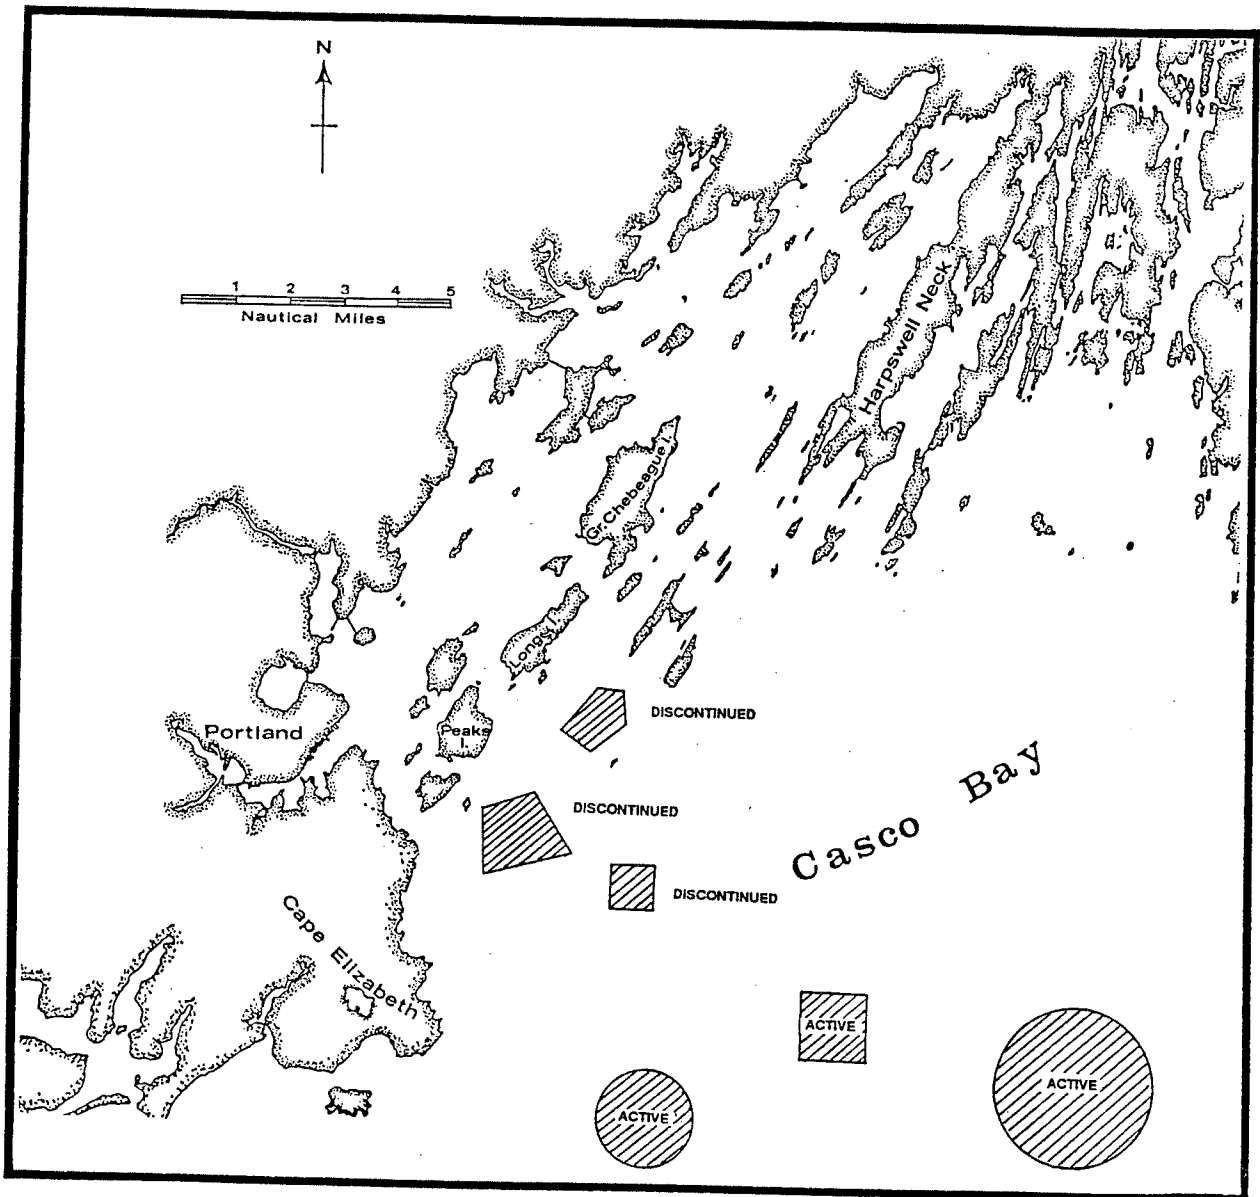 N
1 2 3 4 5
Nautical Miles
Harpswell Neck
Gr. Chebeague I.
Long I.
DISCONTINUED
Portland
Peaks
I.
Casco Bay
DISCONTINUED
DISCONTINUED
Cape Elizabeth
ACTIVE
ACTIVE
ACTIVE